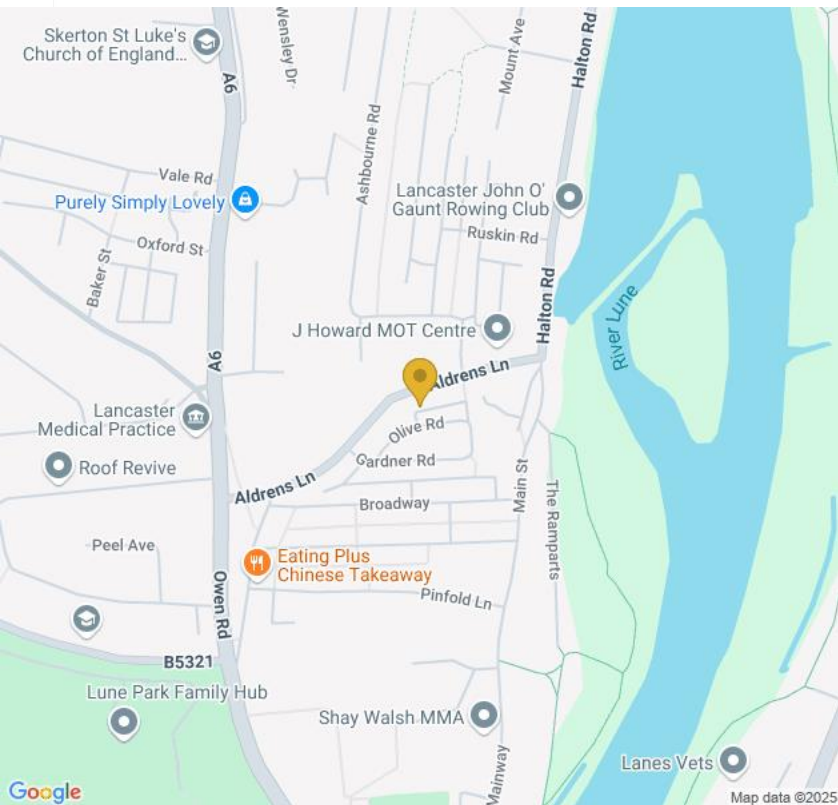 Skerton St Luke's
Church of England...
A6
Wensley Dr
Mount Ave
Halton Rd
Ashbourne Rd
Vale Rd
Purely Simply Lovely
Lancaster John O'
Gaunt Rowing Club
Ruskin Rd
Oxford St
Baker St
Halton Rd
River Lune
J Howard MOT Centre
A6
Aldrens Ln
Lancaster
Medical Practice
Olive Rd
Roof Revive
Gardner Rd
Main St
Aldrens Ln
Broadway
The Ramparts
Peel Ave
Eating Plus
Chinese Takeaway
Owen Rd
Pinfold Ln
B5321
Lune Park Family Hub
Shay Walsh MMA
Mainway
Lanes Vets
Google
Map data ©2025